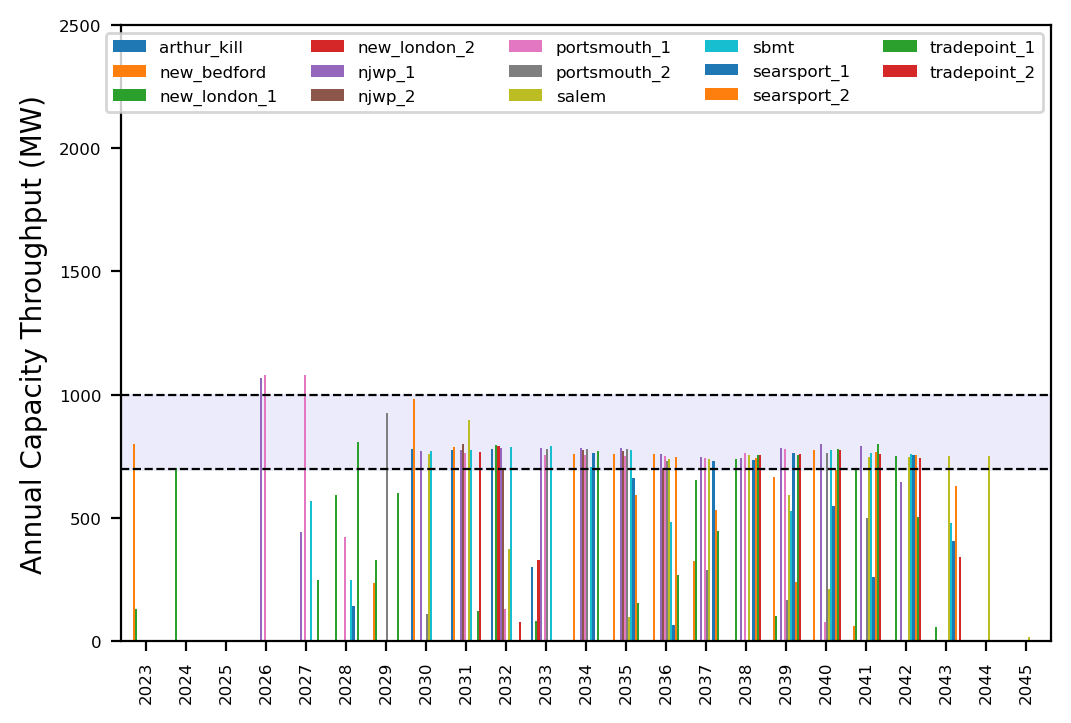 2500
2000
1500
1000
500
0
Annual Capacity Throughput (MW)
arthur_kill
new_bedford
new_london_1
new_london_2
njwp_1
njwp_2
portsmouth_1
portsmouth_2
salem
sbmt
searsport_1
searsport_2
tradepoint_1
tradepoint_2
2023
2024
2025
2026
2027
2028
2029
2030
2031
2032
2033
2034
2035
2036
2037
2038
2039
2040
2041
2042
2043
2044
2045